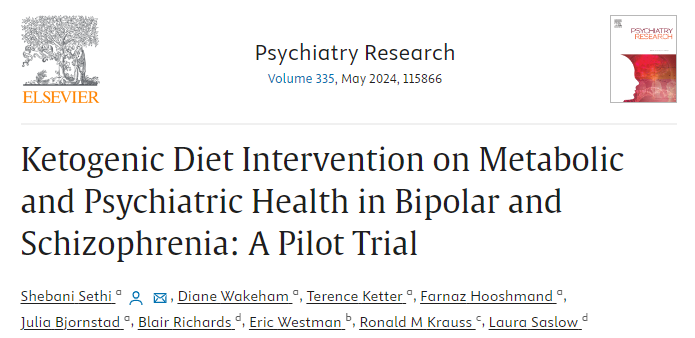 ELSEVIER
Psychiatry Research
Volume 335, May 2024, 115866
PSYCHIATRY
RESEARCH
Ketogenic Diet Intervention on Metabolic
and Psychiatric Health in Bipolar and
Schizophrenia: A Pilot Trial
Shebani Sethi a, Diane Wakeham a, Terence Ketter a, Farnaz Hooshmand a,
Julia Bjornstad a, Blair Richards d, Eric Westman b, Ronald M Krauss c, Laura Saslow d